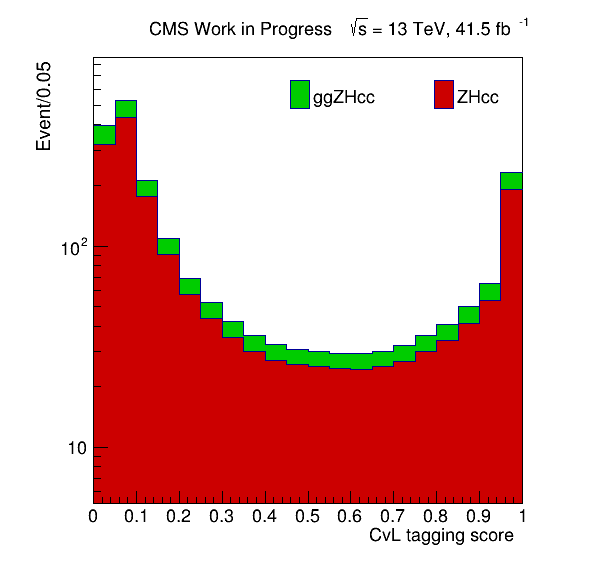 CMS Work in Progress √s = 13 TeV, 41.5 fb⁻¹
Event/0.05
ggZHcc ZHcc
10²
10
0 0.1 0.2 0.3 0.4 0.5 0.6 0.7 0.8 0.9 1
CvL tagging score